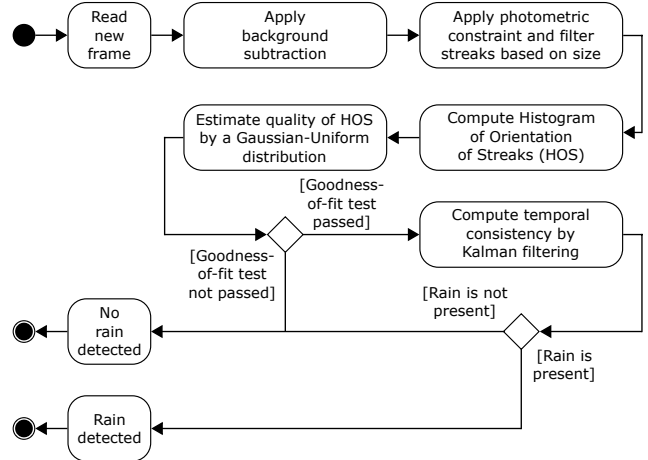 Read
new
frame
Apply
background
subtraction
Apply photometric
constraint and filter
streaks based on size
Estimate quality of HOS
by a Gaussian-Uniform
distribution
Compute Histogram
of Orientation
of Streaks (HOS)
[Goodness-
of-fit test
passed]
Compute temporal
consistency by
Kalman filtering
[Goodness-
of-fit test
not passed]
[Rain is not
present]
No
rain
detected
[Rain is
present]
Rain
detected